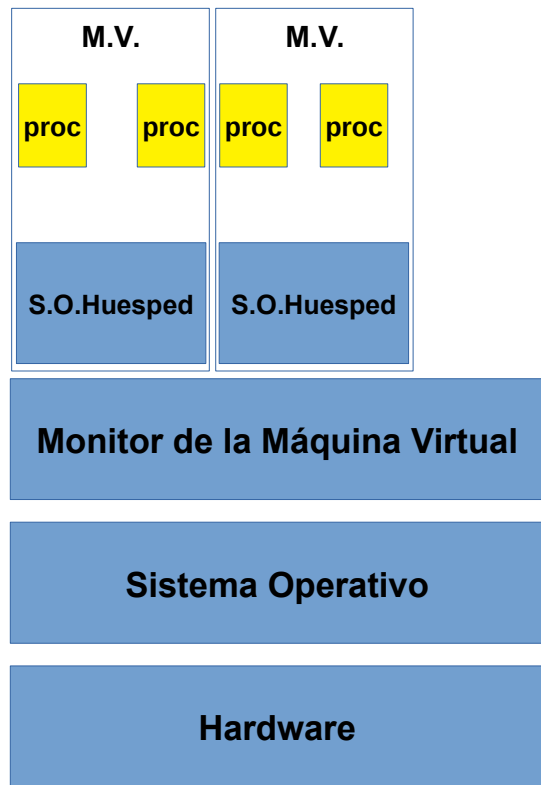 M.V. M.V.
proc proc proc proc
S.O.Huesped S.O.Huesped
Monitor de la Máquina Virtual
Sistema Operativo
Hardware